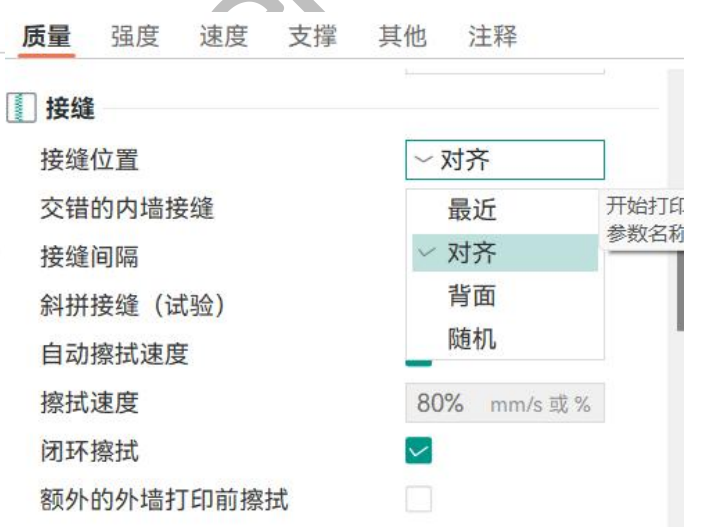 质量 强度 速度 支撑 其他 注释
接缝
接缝位置 对齐
交错的内墙接缝
接缝间隔
斜拼接缝（试验）
自动擦拭速度
擦拭速度 80% mm/s 或 %
闭环擦拭
额外的外墙打印前擦拭
最近
对齐
背面
随机
开始打印
参数名称